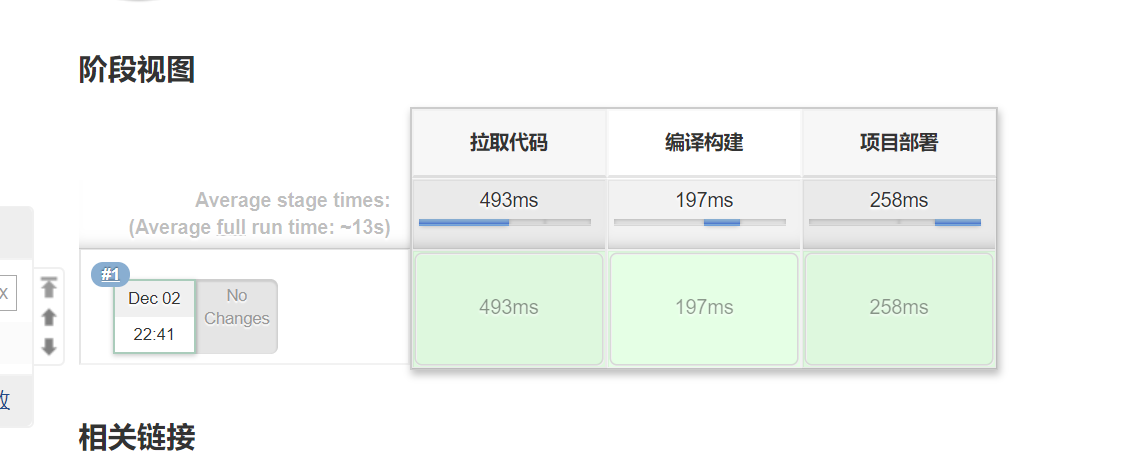 阶段视图
拉取代码
编译构建
项目部署
Average stage times:
(Average full run time: ~13s)
493ms
197ms
258ms
#1
Dec 02
22:41
No
Changes
493ms
197ms
258ms
x
相关链接